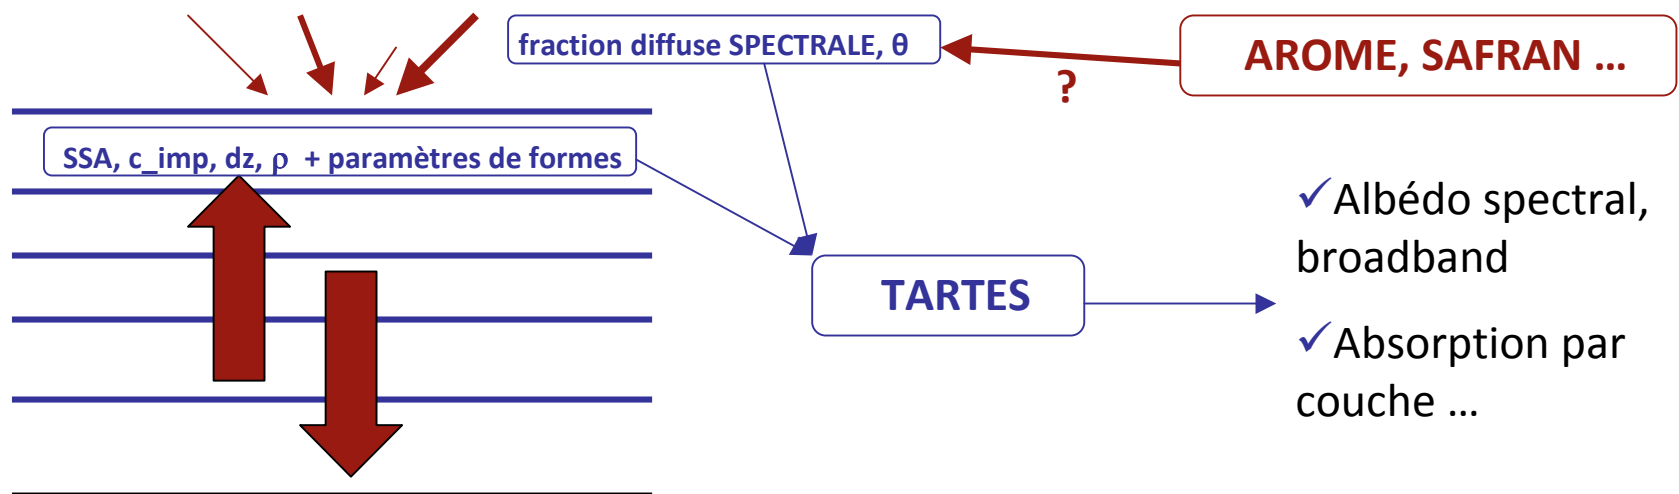 fraction diffuse SPECTRALE, θ
AROME, SAFRAN ...
?
SSA, c_imp, dz, ρ + paramètres de formes
TARTES
✓Albédo spectral,
broadband
✓Absorption par
couche ...